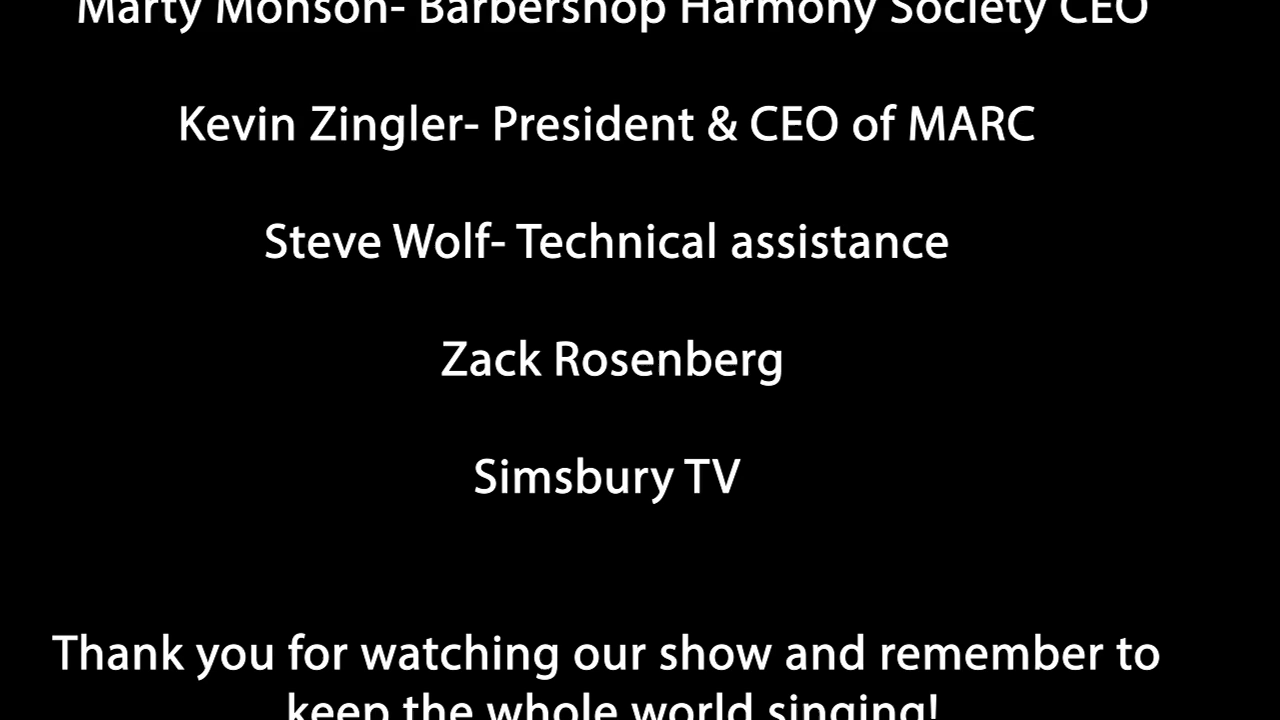 Marty Monson- Barbershop Harmony Society CEO
Kevin Zingler- President & CEO of MARC
Steve Wolf- Technical assistance
Zack Rosenberg
Simsbury TV
Thank you for watching our show and remember to
keep the whole world singing!